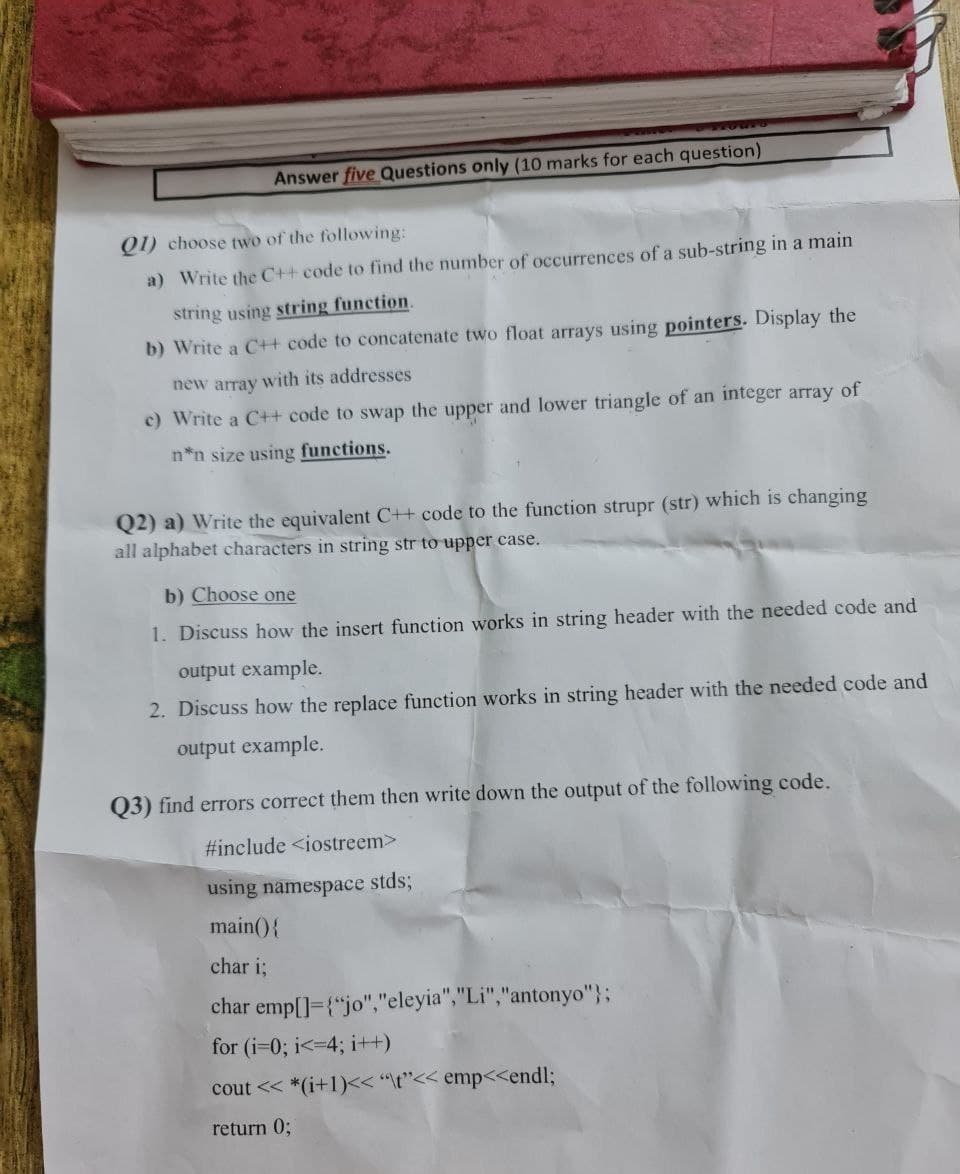 Answer five Questions only (10 marks for each question)
Q1) choose two of the following:
a) Write the C++ code to find the number of occurrences of a sub-string in a main
string using string function.
b) Write a C++ code to concatenate two float arrays using pointers. Display the
new array with its addresses
c) Write a C++ code to swap the upper and lower triangle of an integer array of
n*n size using functions.
Q2) a) Write the equivalent C++ code to the function strupr (str) which is changing
all alphabet characters in string str to upper case.
b) Choose one
1. Discuss how the insert function works in string header with the needed code and
output example.
2. Discuss how the replace function works in string header with the needed code and
output example.
Q3) find errors correct them then write down the output of the following code.
#include <iostreem>
using namespace stds;
main(){
char i;
char emp[]={“jo","eleyia","Li","antonyo"};
for (i=0; i<=4; i++)
cout << *(i+1)<< “\t”<< emp<<endl;
return 0;